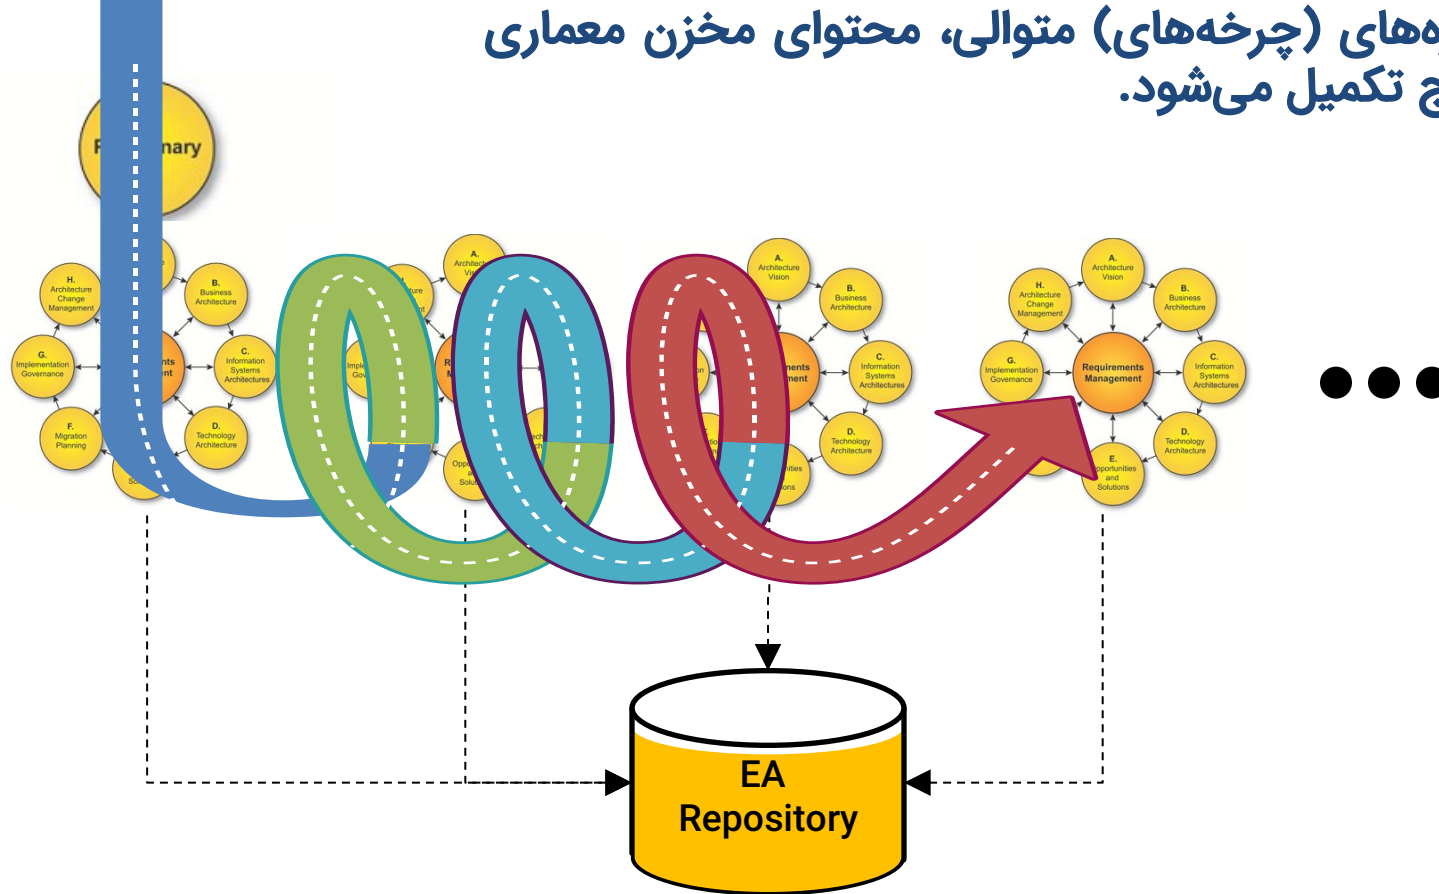 های (چرخه‌های) متوالی، محتوای مخزن معماری
تکمیل می‌شود.
H.
Architecture
Change
Management
B.
Business
Architecture
G.
Implementation
Governance
C.
Information
Systems
Architectures
F.
Migration
Planning
D.
Technology
Architecture
A.
A.
Architecture
Vision
B.
Business
Architecture
C.
Information
Systems
Architectures
D.
Technology
Architecture
A.
Architecture
Vision
H.
Architecture
Change
Management
B.
Business
Architecture
G.
Implementation
Governance
Requirements
Management
C.
Information
Systems
Architectures
D.
Technology
Architecture
E.
and
Solutions
EA
Repository